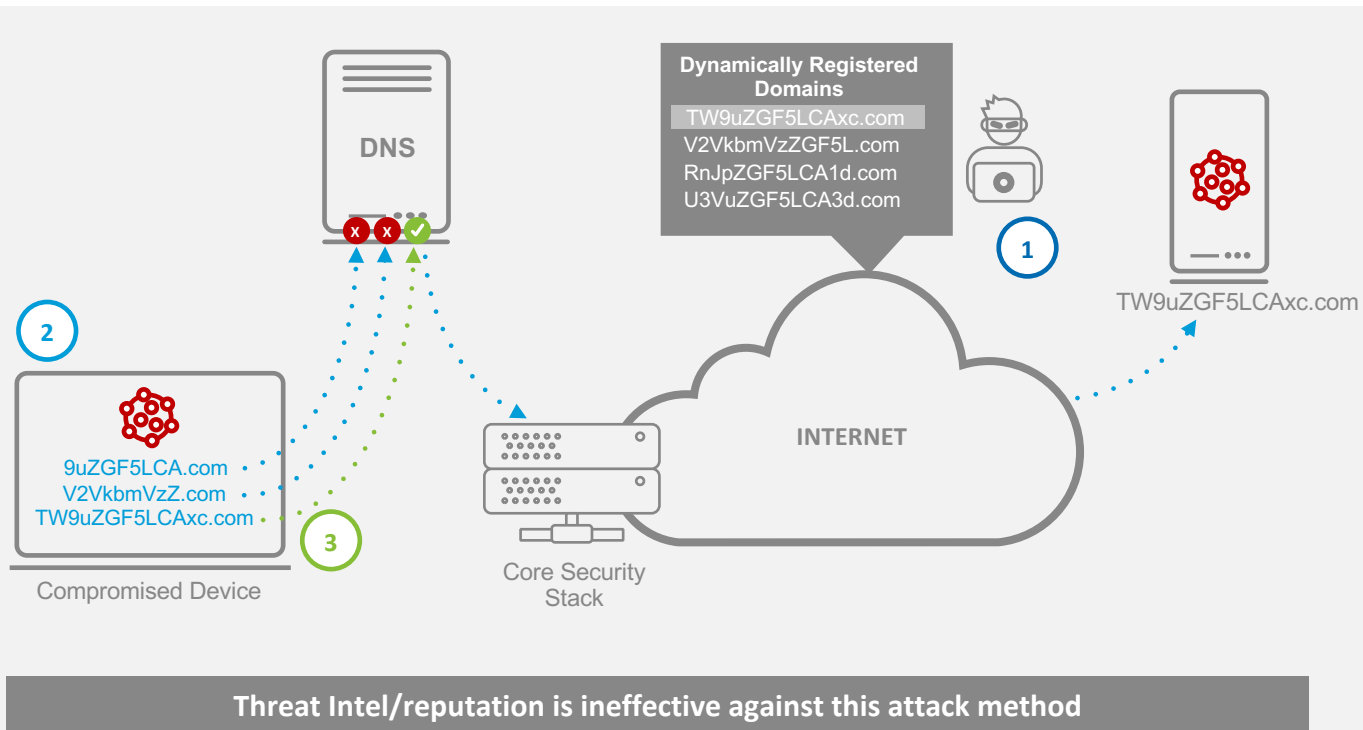 Dynamically Registered
Domains
TW9uZGF5LCAxc.com
V2VkbmVzZGF5L.com
RnJpZGF5LCA1d.com
U3VuZGF5LCA3d.com
DNS
x x
1
TW9uZGF5LCAxc.com
2
9uZGF5LCA.com
V2VkbmVzZ.com
TW9uZGF5LCAxc.com
3
Compromised Device
INTERNET
Core Security
Stack
Threat Intel/reputation is ineffective against this attack method